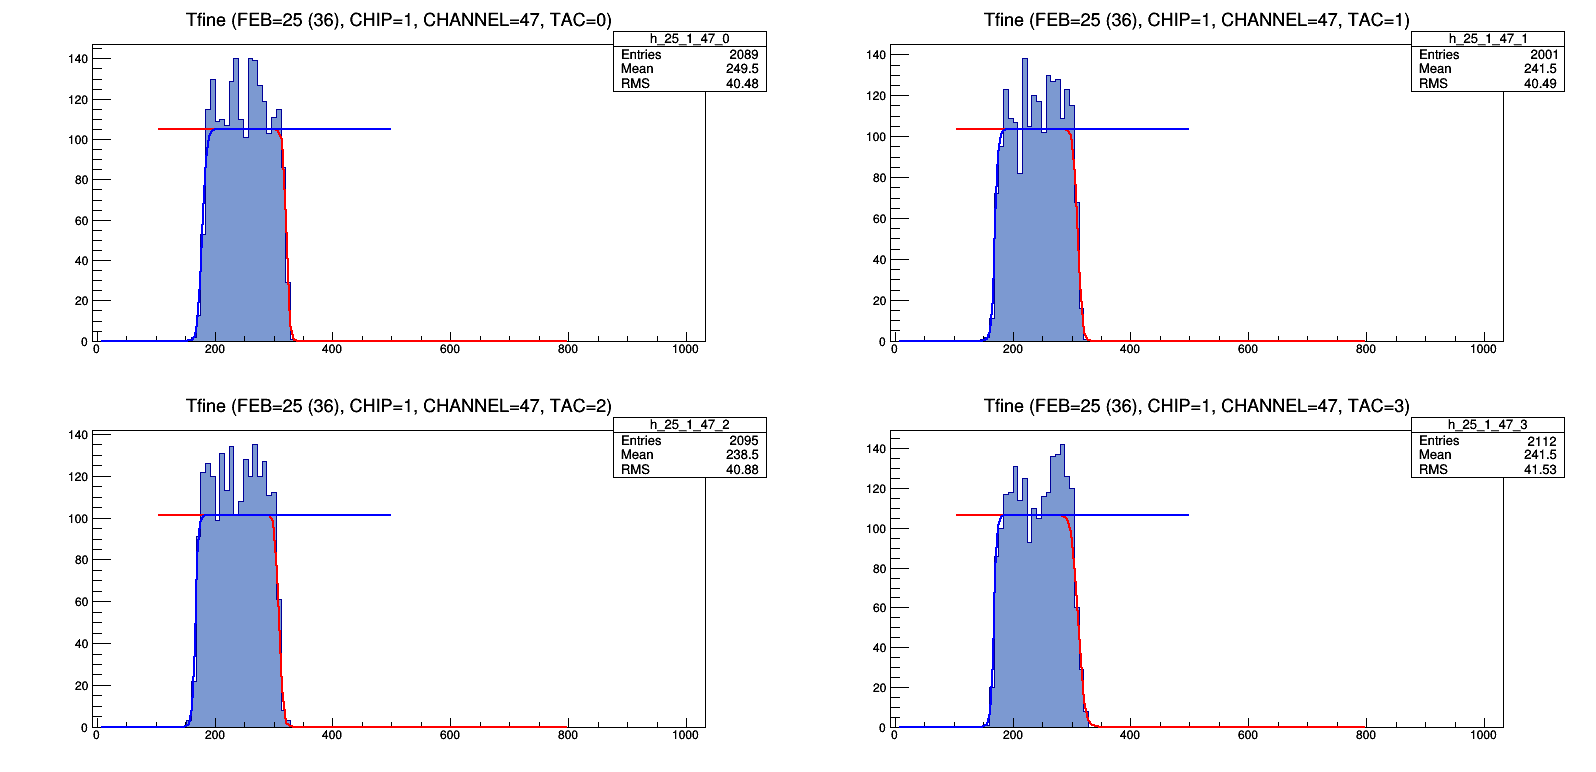 Tfine (FEB=25 (36), CHIP=1, CHANNEL=47, TAC=0)
h_25_1_47_0
Entries 2089
Mean 249.5
RMS 40.48
140
120
100
80
60
40
20
0
0 200 400 600 800 1000
Tfine (FEB=25 (36), CHIP=1, CHANNEL=47, TAC=1)
h_25_1_47_1
Entries 2001
Mean 241.5
RMS 40.49
140
120
100
80
60
40
20
0
0 200 400 600 800 1000
Tfine (FEB=25 (36), CHIP=1, CHANNEL=47, TAC=2)
h_25_1_47_2
Entries 2095
Mean 238.5
RMS 40.88
140
120
100
80
60
40
20
0
0 200 400 600 800 1000
Tfine (FEB=25 (36), CHIP=1, CHANNEL=47, TAC=3)
h_25_1_47_3
Entries 2112
Mean 241.5
RMS 41.53
140
120
100
80
60
40
20
0
0 200 400 600 800 1000